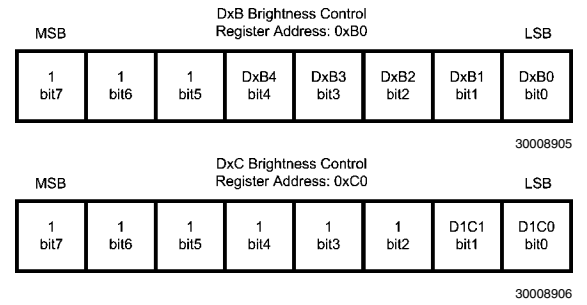 DxB Brightness Control
MSB Register Address: 0xB0 LSB
1 1 1 DxB4 DxB3 DxB2 DxB1 DxB0
bit7 bit6 bit5 bit4 bit3 bit2 bit1 bit0
30008905
DxC Brightness Control
MSB Register Address: 0xC0 LSB
1 1 1 1 1 1 D1C1 D1C0
bit7 bit6 bit5 bit4 bit3 bit2 bit1 bit0
30008906